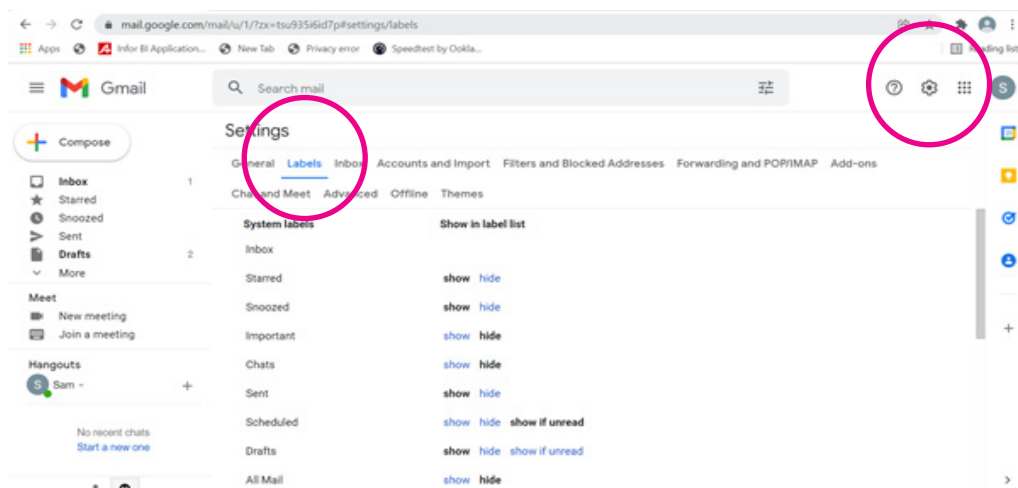 mail.google.com/mail/u/1/?zx=tsu935i6id7p#settings/labels
Apps Infor BI Application... New Tab Privacy error Speedtest by Ookla... Reading list
Gmail Search mail S
Settings
Compose
General Labels Inbox Accounts and Import Filters and Blocked Addresses Forwarding and POP/IMAP Add-ons
Chat and Meet Advanced Offline Themes
Inbox 1
Starred
Snoozed
Sent
Drafts 2
More
Meet
New meeting
Join a meeting
Hangouts
S Sam
No recent chats
Start a new one
System labels Show in label list
Inbox
Starred show hide
Snoozed show hide
Important show hide
Chats show hide
Sent show hide
Scheduled show hide show if unread
Drafts show hide show if unread
All Mail show hide